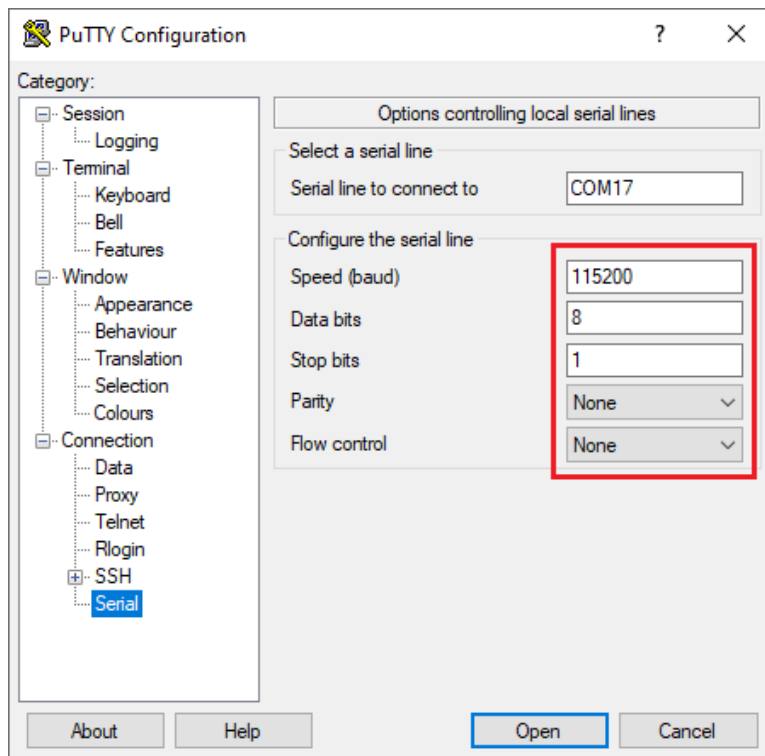 PuTTY Configuration
?
Category:
Session
Logging
Terminal
Keyboard
Bell
Features
Window
Appearance
Behaviour
Translation
Selection
Colours
Connection
Data
Proxy
Telnet
Rlogin
SSH
Serial
Options controlling local serial lines
Select a serial line
Serial line to connect to COM17
Configure the serial line
Speed (baud) 115200
Data bits 8
Stop bits 1
Parity None
Flow control None
About Help Open Cancel